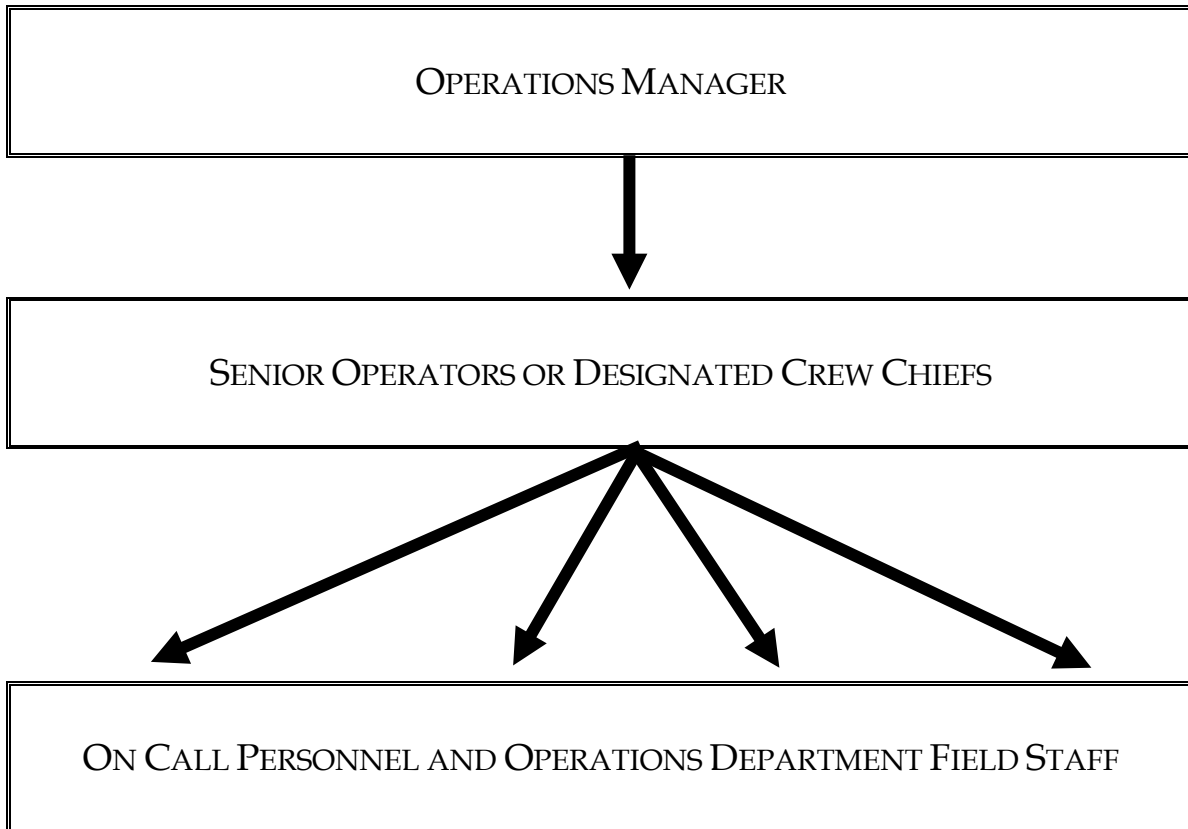 OPERATIONS MANAGER
SENIOR OPERATORS OR DESIGNATED CREW CHIEFS
ON CALL PERSONNEL AND OPERATIONS DEPARTMENT FIELD STAFF